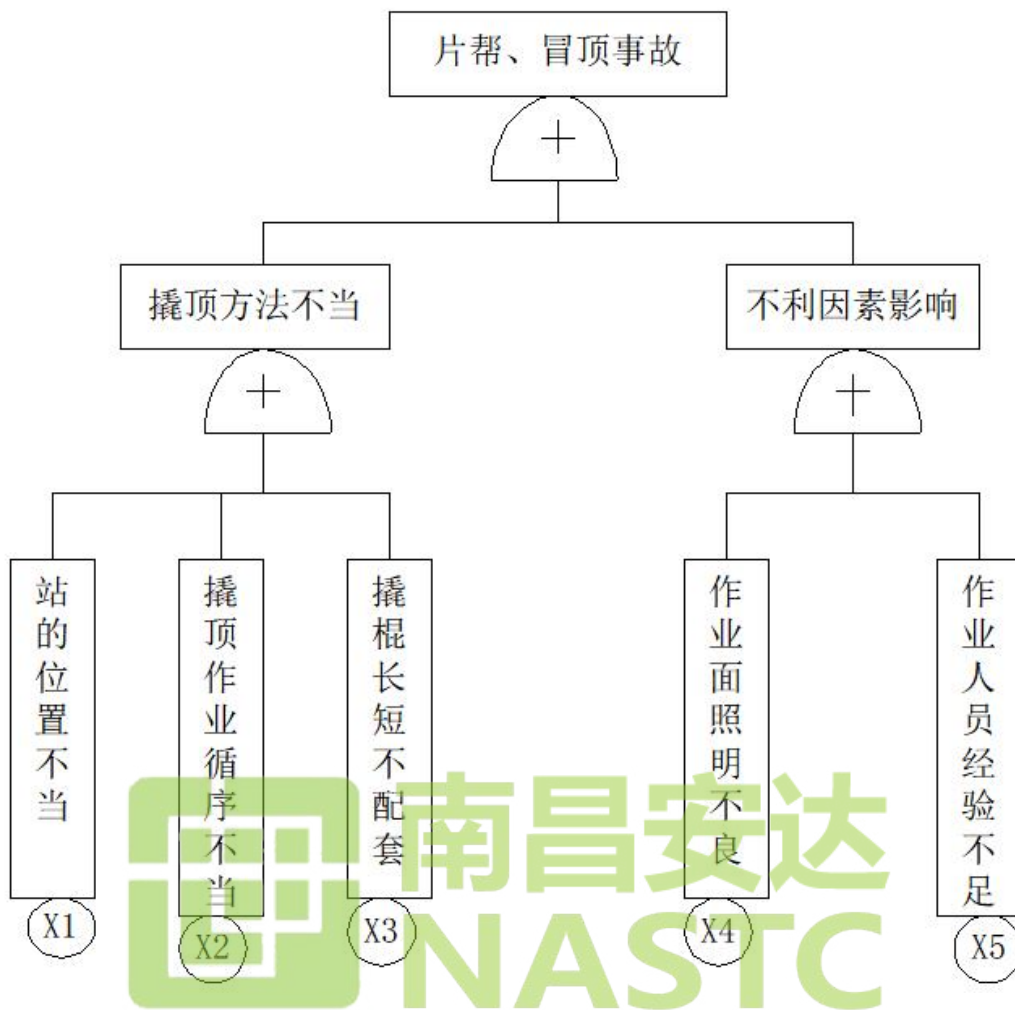 片帮、冒顶事故
撬顶方法不当
不利因素影响
站的位置不当
撬顶作业循序不当
撬棍长短不配套
作业面照明不良
作业人员经验不足
X1
X2
X3
X4
X5
南昌安达
NASTC